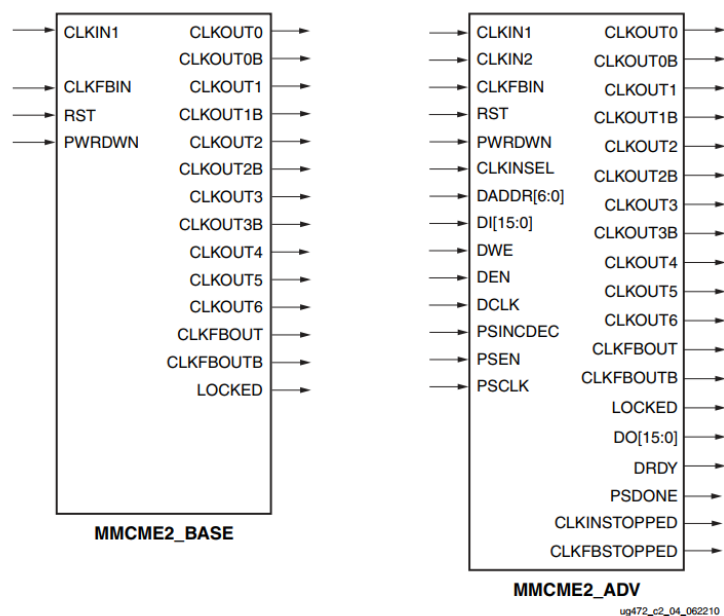 CLKIN1
CLKFBIN
RST
PWRDWN
CLKOUT0
CLKOUT0B
CLKOUT1
CLKOUT1B
CLKOUT2
CLKOUT2B
CLKOUT3
CLKOUT3B
CLKOUT4
CLKOUT5
CLKOUT6
CLKFBOUT
CLKFBOUTB
LOCKED
MMCME2_BASE
CLKIN1
CLKIN2
CLKFBIN
RST
PWRDWN
CLKINSEL
DADDR[6:0]
DI[15:0]
DWE
DEN
DCLK
PSINCDEC
PSEN
PSCLK
CLKOUT0
CLKOUT0B
CLKOUT1
CLKOUT1B
CLKOUT2
CLKOUT2B
CLKOUT3
CLKOUT3B
CLKOUT4
CLKOUT5
CLKOUT6
CLKFBOUT
CLKFBOUTB
LOCKED
DO[15:0]
DRDY
PSDONE
CLKINSTOPPED
CLKFBSTOPPED
MMCME2_ADV
ug472_c2_04_062210